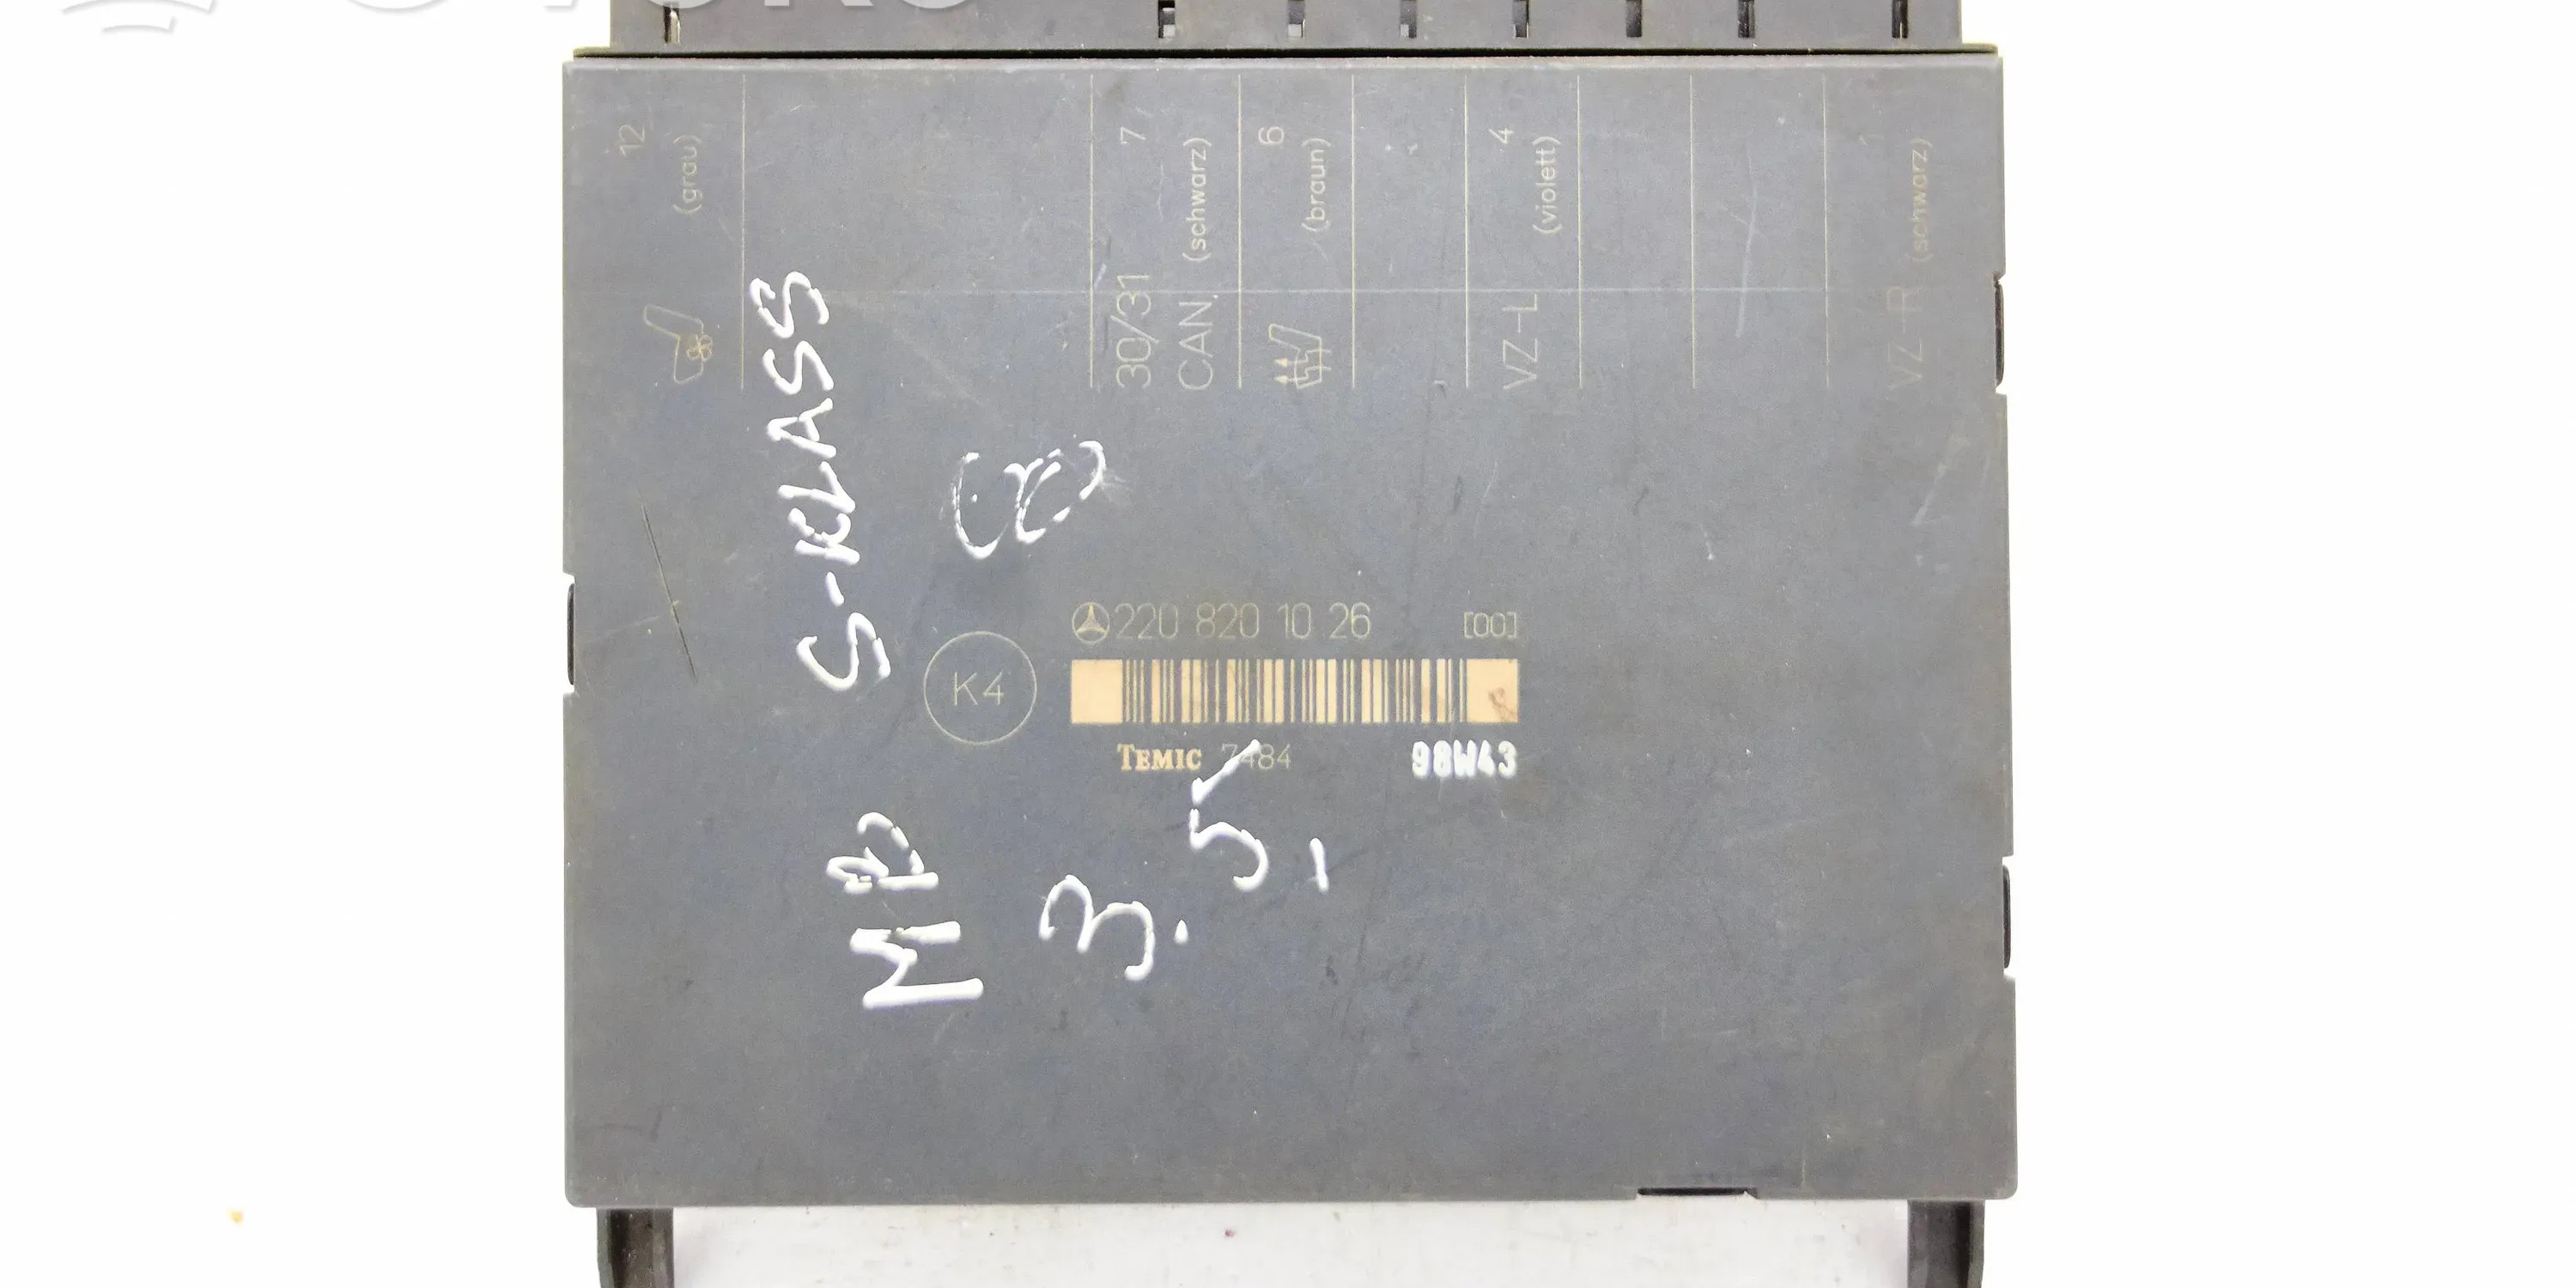 12
(grau)
30/31 7
CAN (schwarz)
6
(braun)
VZ-L 4
(violett)
VZ-R (schwarz)
S-KLASS
220 820 10 26 [00]
K4
TEMIC 7484 98W43
MB
3.5